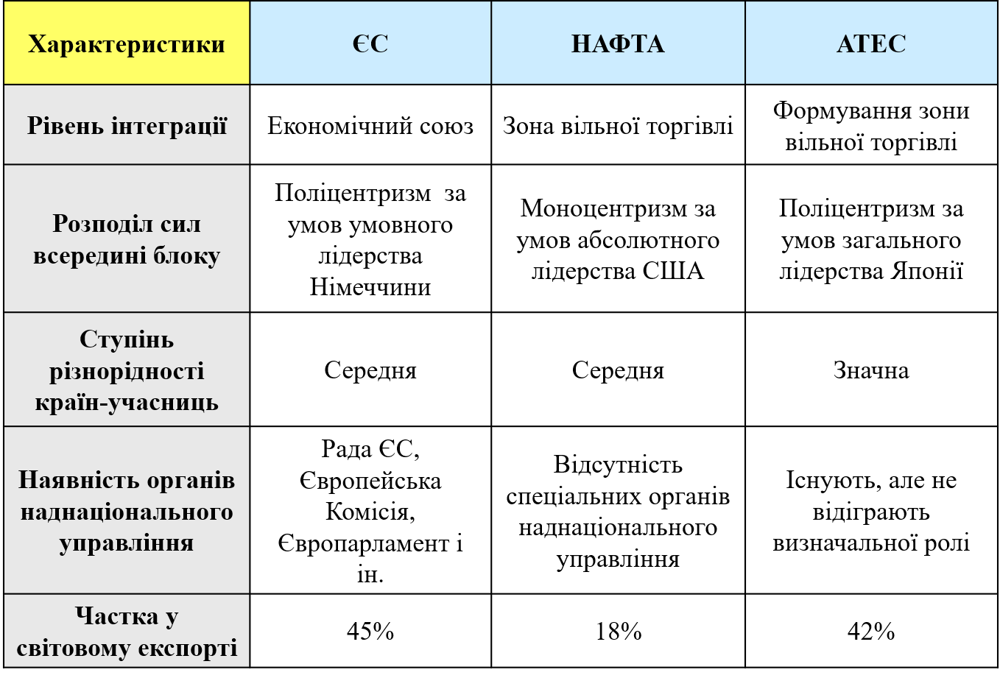 Характеристики
ЄС
НАФТА
АТЕС
Рівень інтеграції
Економічний союз
Зона вільної торгівлі
Формування зони
вільної торгівлі
Розподіл сил
всередині блоку
Поліцентризм за
умов умовного
лідерства
Німеччини
Моноцентризм за
умов абсолютного
лідерства США
Поліцентризм за
умов загального
лідерства Японії
Ступінь
різнорідності
країн-учасниць
Середня
Середня
Значна
Наявність органів
наднаціонального
управління
Рада ЄС,
Європейська
Комісія,
Європарламент і
ін.
Відсутність
спеціальних органів
наднаціонального
управління
Існують, але не
відіграють
визначальної ролі
Частка у
світовому експорті
45%
18%
42%